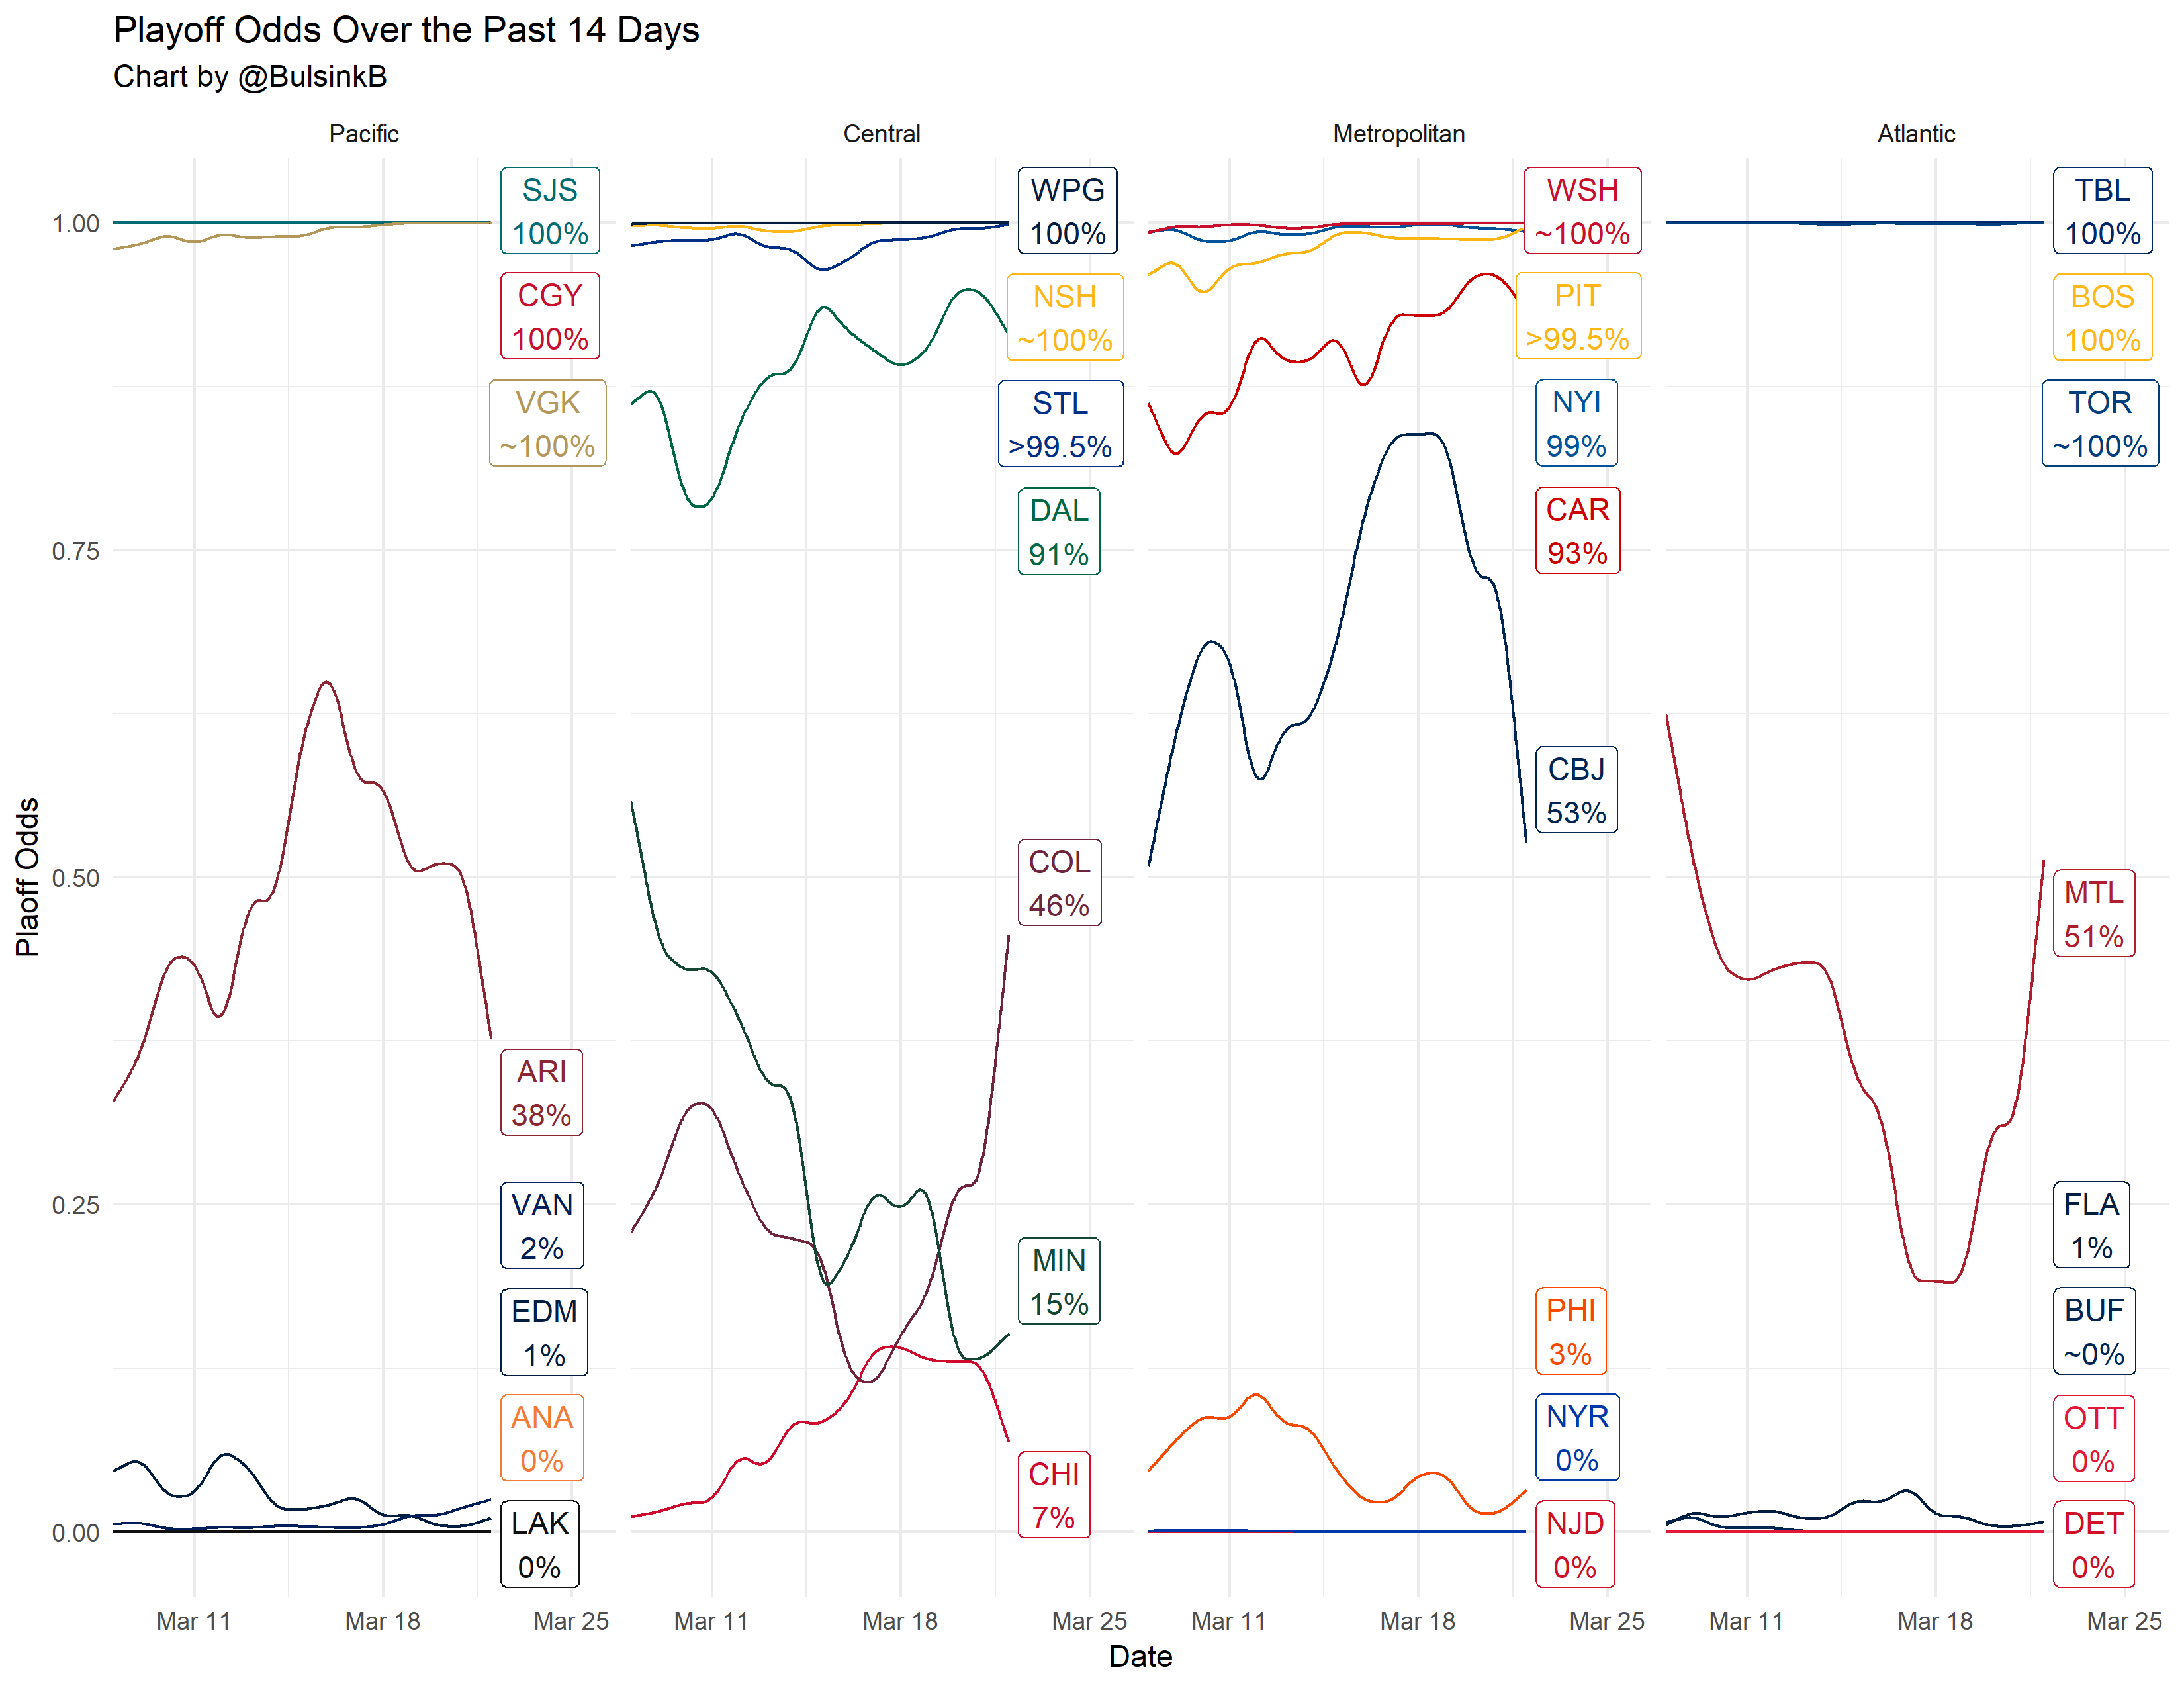 Playoff Odds Over the Past 14 Days
Chart by @BulsinkB
Pacific
Central
Metropolitan
Atlantic
Plaoff Odds
1.00
0.75
0.50
0.25
0.00
SJS
100%
CGY
100%
VGK
~100%
ARI
38%
VAN
2%
EDM
1%
ANA
0%
LAK
0%
WPG
100%
NSH
~100%
STL
>99.5%
DAL
91%
COL
46%
MIN
15%
CHI
7%
WSH
~100%
PIT
>99.5%
NYI
99%
CAR
93%
CBJ
53%
PHI
3%
NYR
0%
NJD
0%
TBL
100%
BOS
100%
TOR
~100%
MTL
51%
FLA
1%
BUF
~0%
OTT
0%
DET
0%
Mar 11 Mar 18 Mar 25 Mar 11 Mar 18 Mar 25 Mar 11 Mar 18 Mar 25 Mar 11 Mar 18 Mar 25
Date